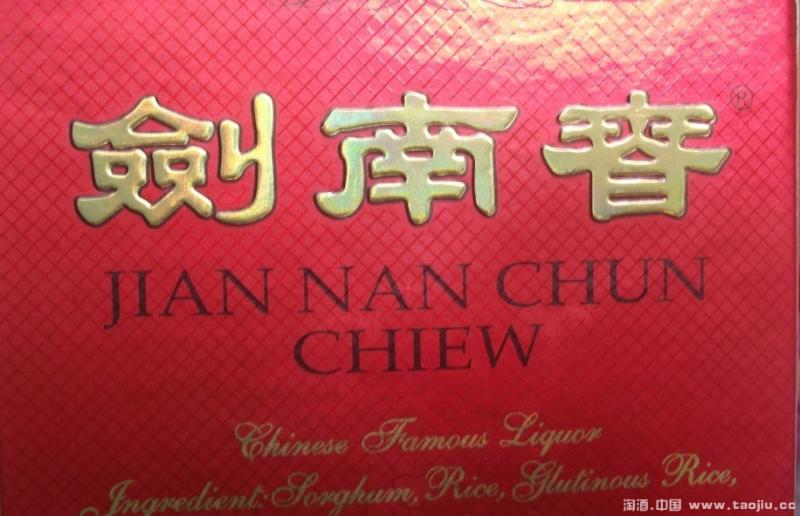 劍南春®
JIAN NAN CHUN
CHIEW
Chinese Famous Liquor
Ingredient: Sorghum, Rice, Glutinous Rice,
淘酒.中国 www.taojiu.cc